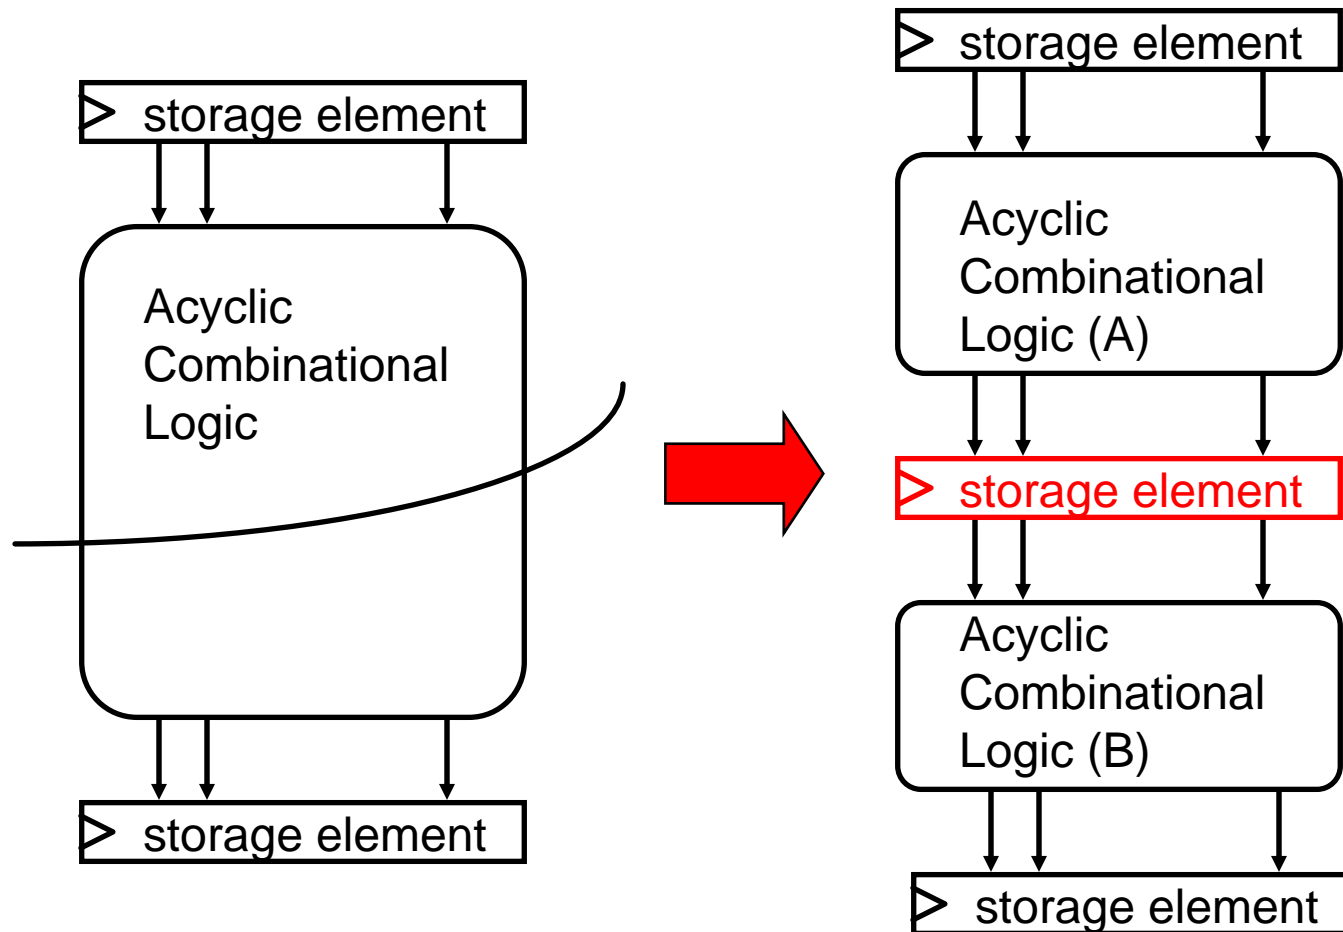 storage element
Acyclic
Combinational
Logic
storage element
storage element
Acyclic
Combinational
Logic (A)
storage element
Acyclic
Combinational
Logic (B)
storage element